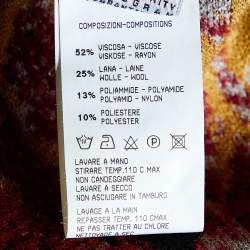 COMPOSIZIONI-COMPOSITIONS
52% VISCOSA - VISCOSE
VISKOSE - RAYON
25% LANA - LAINE
WOLLE - WOOL
13% POLIAMMIDE - POLYAMIDE
POLYAMID - NYLON
10% POLIESTERE
POLYESTER
LAVARE A MANO
STIRARE TEMP.110 C MAX
NON CANDEGGIARE
LAVARE A SECCO
NON ASCIUGARE IN TAMBURO
LAVAGE A LA MAIN
REPASSER TEMP. 110 CMAX
NE PAS TRAITER AU CHLORE
NETTOYAGE A SEC